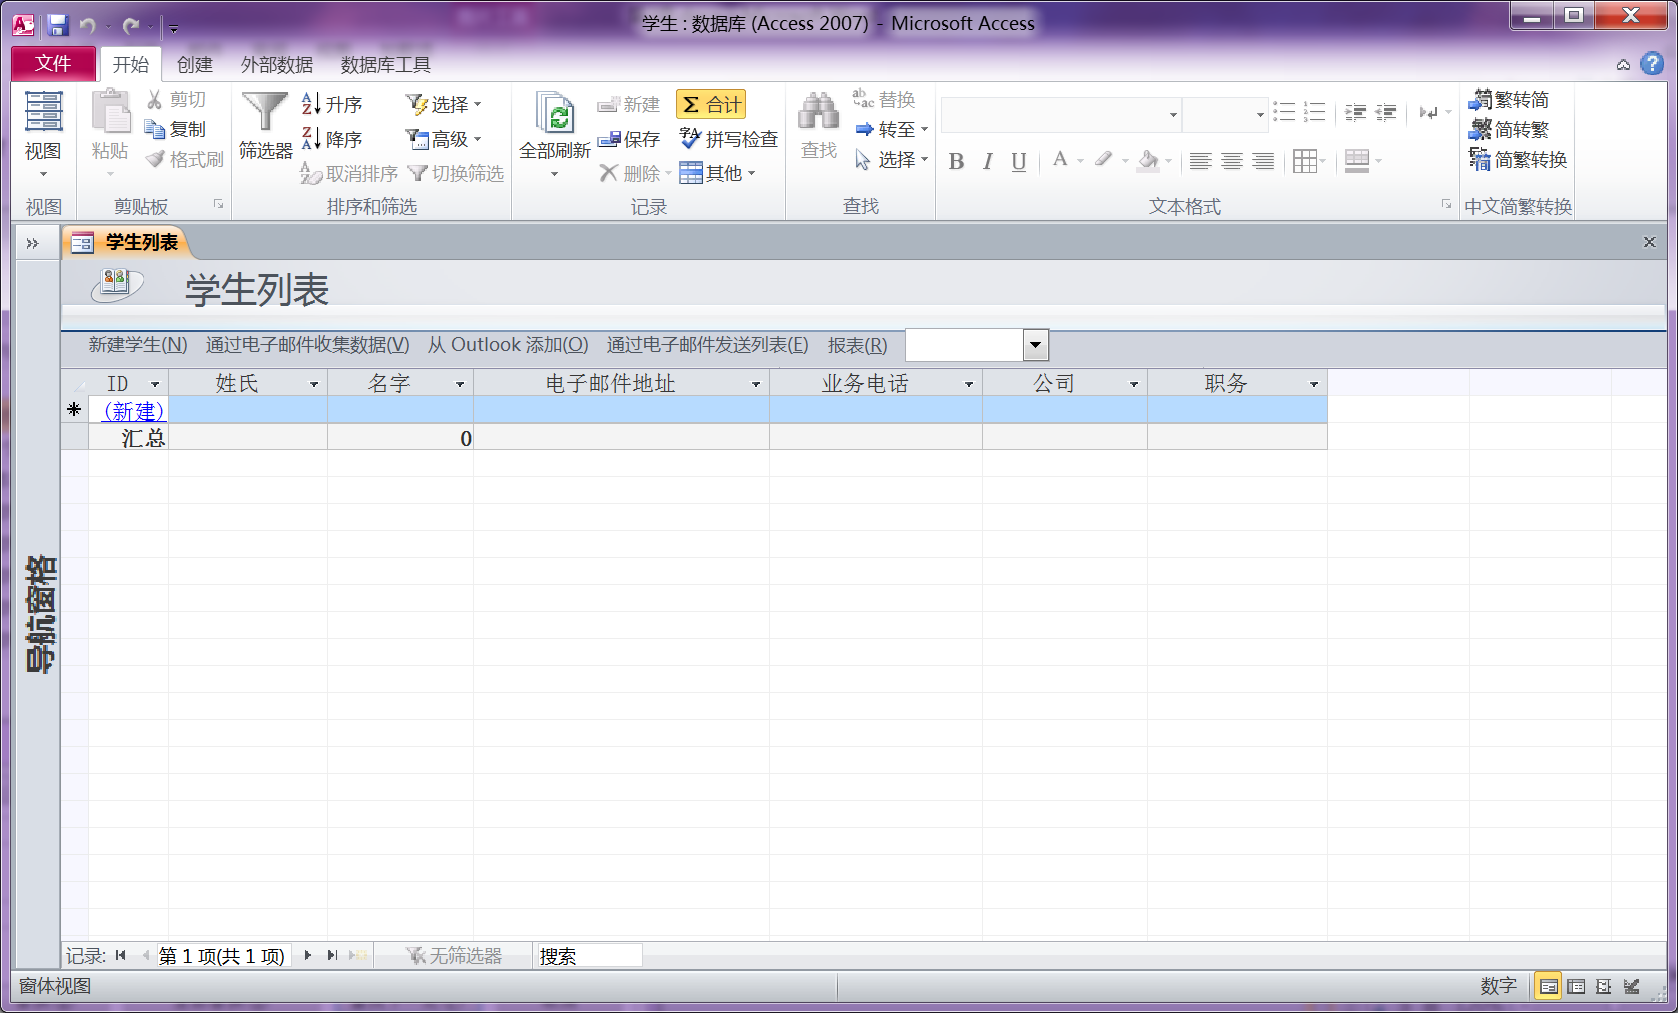 学生 : 数据库 (Access 2007) - Microsoft Access
文件 开始 创建 外部数据 数据库工具
视图
视图
粘贴
剪切
复制
格式刷
剪贴板
筛选器
升序
降序
取消排序
选择
高级
切换筛选
排序和筛选
全部刷新
新建
保存
删除
Σ 合计
拼写检查
其他
记录
查找
替换
转至
选择
查找
B I U A
文本格式
繁转简
简转繁
简繁转换
中文简繁转换
学生列表
学生列表
新建学生(N) 通过电子邮件收集数据(V) 从 Outlook 添加(O) 通过电子邮件发送列表(E) 报表(R)
ID 姓氏 名字 电子邮件地址 业务电话 公司 职务
(新建)
汇总 0
导航窗格
记录: 第 1 项(共 1 项) 无筛选器 搜索
窗体视图 数字